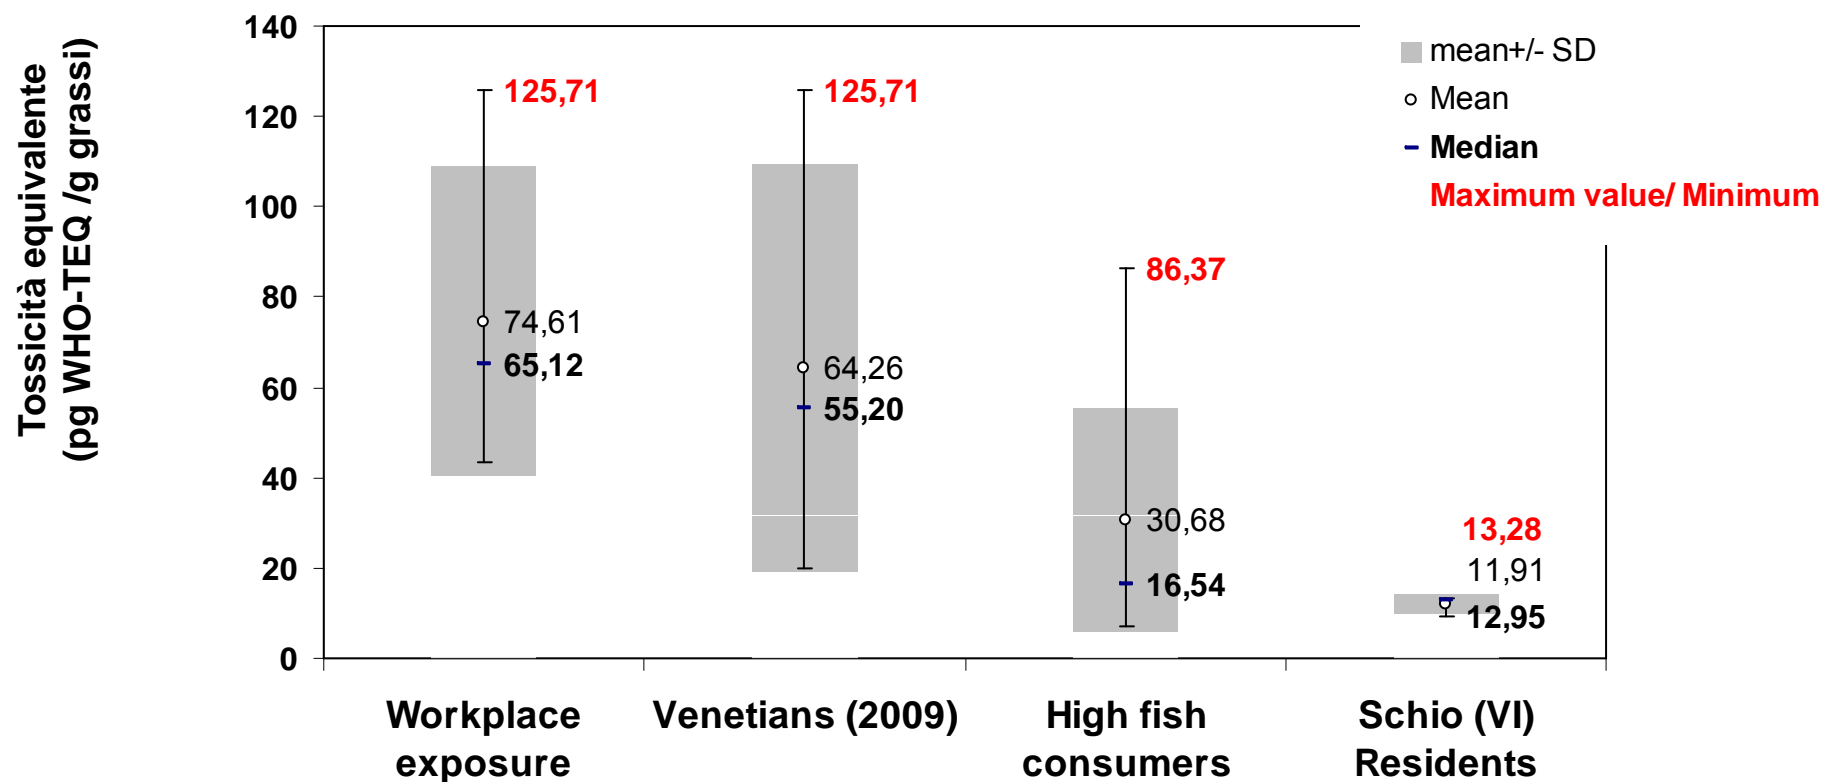 Tossicità equivalente
(pg WHO-TEQ /g grassi)
140
120
100
80
60
40
20
0
125,71
74,61
65,12
125,71
64,26
55,20
86,37
30,68
16,54
13,28
11,91
12,95
mean+/- SD
Mean
Median
Maximum value/ Minimum
Workplace
exposure
Venetians (2009)
High fish
consumers
Schio (VI)
Residents